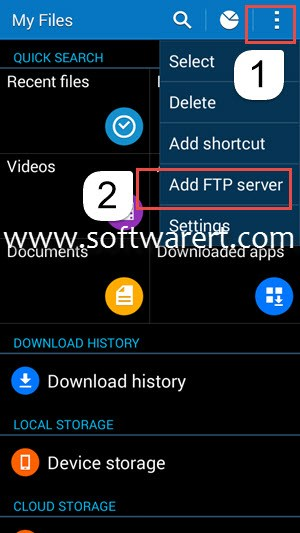 My Files
1
QUICK SEARCH
Select
Recent files
Delete
Add shortcut
Videos
2
Add FTP server
Settings
www.softwarert.com
Documents
Downloaded apps
DOWNLOAD HISTORY
Download history
LOCAL STORAGE
Device storage
CLOUD STORAGE